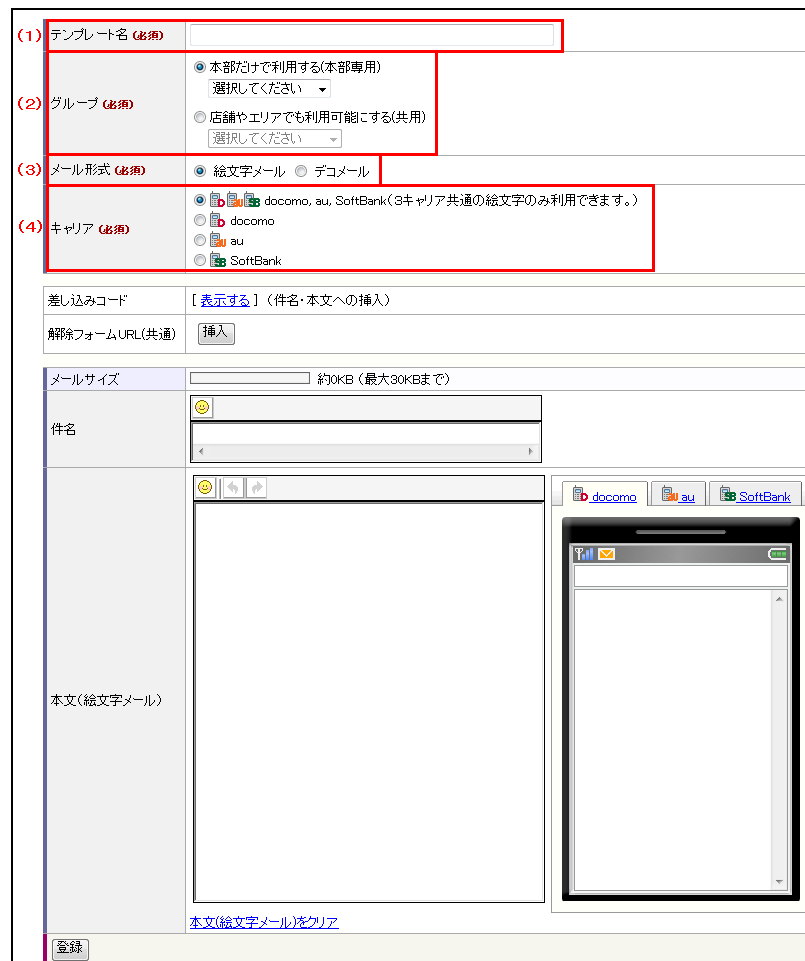 (1) テンプレート名 (必須)
(2) グループ (必須)
本部だけで利用する(本部専用)
選択してください
店舗やエリアでも利用可能にする(共用)
選択してください
(3) メール形式 (必須) 絵文字メール デコメール
(4) キャリア (必須)
docomo, au, SoftBank(3キャリア共通の絵文字のみ利用できます。)
docomo
au
SoftBank
差し込みコード [ 表示する ] (件名・本文への挿入)
解除フォームURL(共通) 挿入
メールサイズ 約0KB (最大30KBまで)
件名
docomo au SoftBank
本文(絵文字メール)
本文(絵文字メール)をクリア
登録